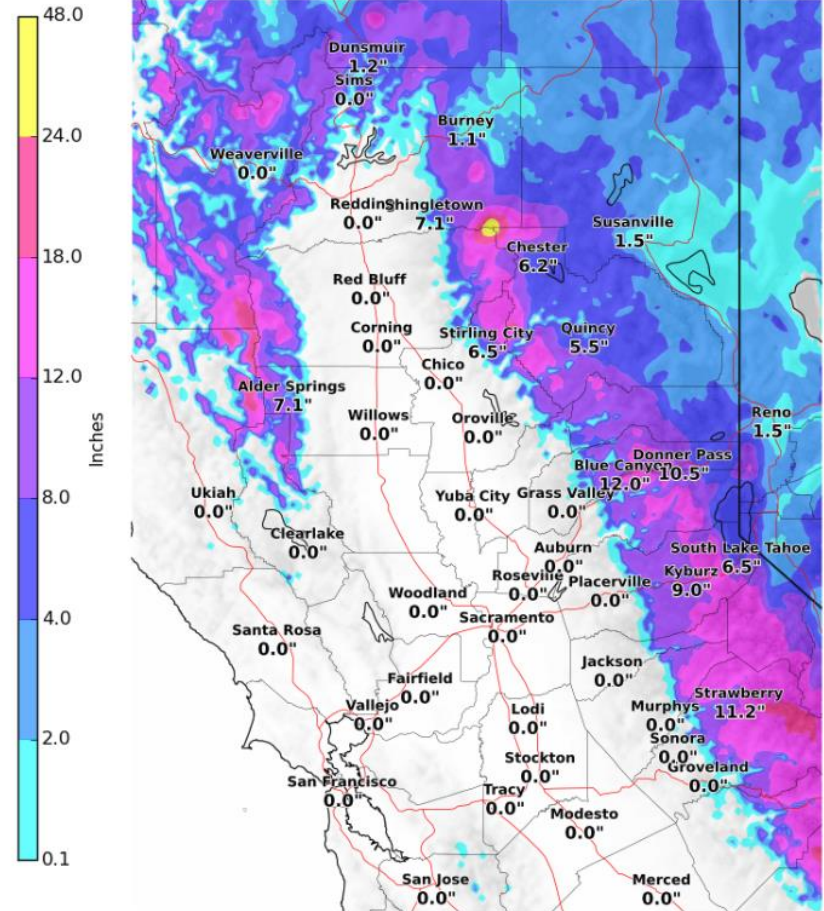 48.0
24.0
18.0
12.0
8.0
4.0
2.0
0.1
Inches
Dunsmuir
1.2"
Sims
0.0"
Burney
1.1"
Weaverville
0.0"
Redding
0.0"
Shingletown
7.1"
Susanville
1.5"
Chester
6.2"
Red Bluff
0.0"
Corning
0.0"
Stirling City
6.5"
Quincy
5.5"
Chico
0.0"
Alder Springs
7.1"
Willows
0.0"
Oroville
0.0"
Reno
1.5"
Donner Pass
10.5"
Blue Canyon
12.0"
Ukiah
0.0"
Yuba City
0.0"
Grass Valley
0.0"
Clearlake
0.0"
Auburn
0.0"
South Lake Tahoe
6.5"
Kyburz
9.0"
Roseville
0.0"
Placerville
0.0"
Woodland
0.0"
Sacramento
0.0"
Santa Rosa
0.0"
Jackson
0.0"
Fairfield
0.0"
Strawberry
11.2"
Vallejo
0.0"
Lodi
0.0"
Murphys
0.0"
Sonora
0.0"
Groveland
0.0"
Stockton
0.0"
San Francisco
0.0"
Tracy
0.0"
Modesto
0.0"
San Jose
0.0"
Merced
0.0"